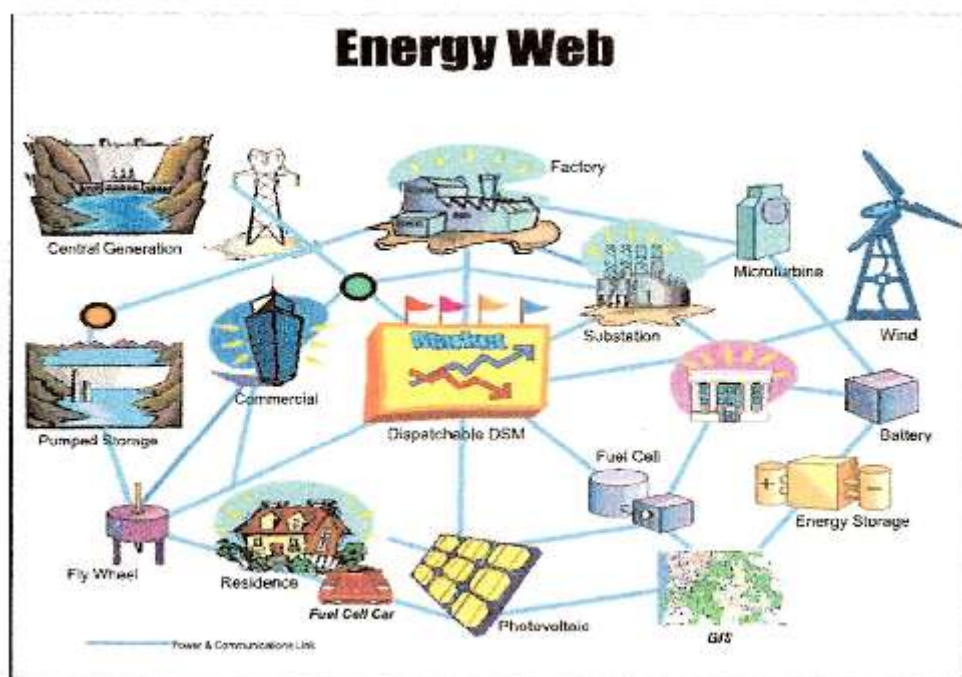 Energy Web
Factory
Central Generation
Microturbine
Substation
Wind
Commercial
Pumped Storage
Dispatchable DSM
Battery
Fuel Cell
Energy Storage
Fly Wheel
Residence
Fuel Cell Car
Photovoltaic
GIS
Power & Communications Link